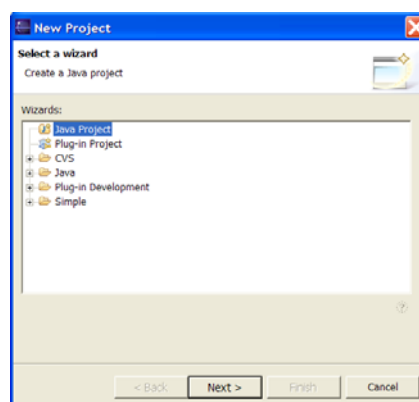 New Project
Select a wizard
Create a Java project
Wizards:
Java Project
Plug-in Project
CVS
Java
Plug-in Development
Simple
< Back Next > Finish Cancel